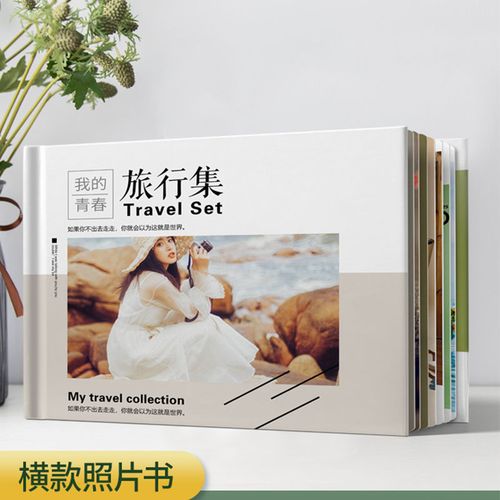 我的
青春
旅行集
Travel Set
如果你不出去走走，你就会以为这就是世界。
My travel collection
如果你不出去走走，你就会以为这就是世界。
横款照片书